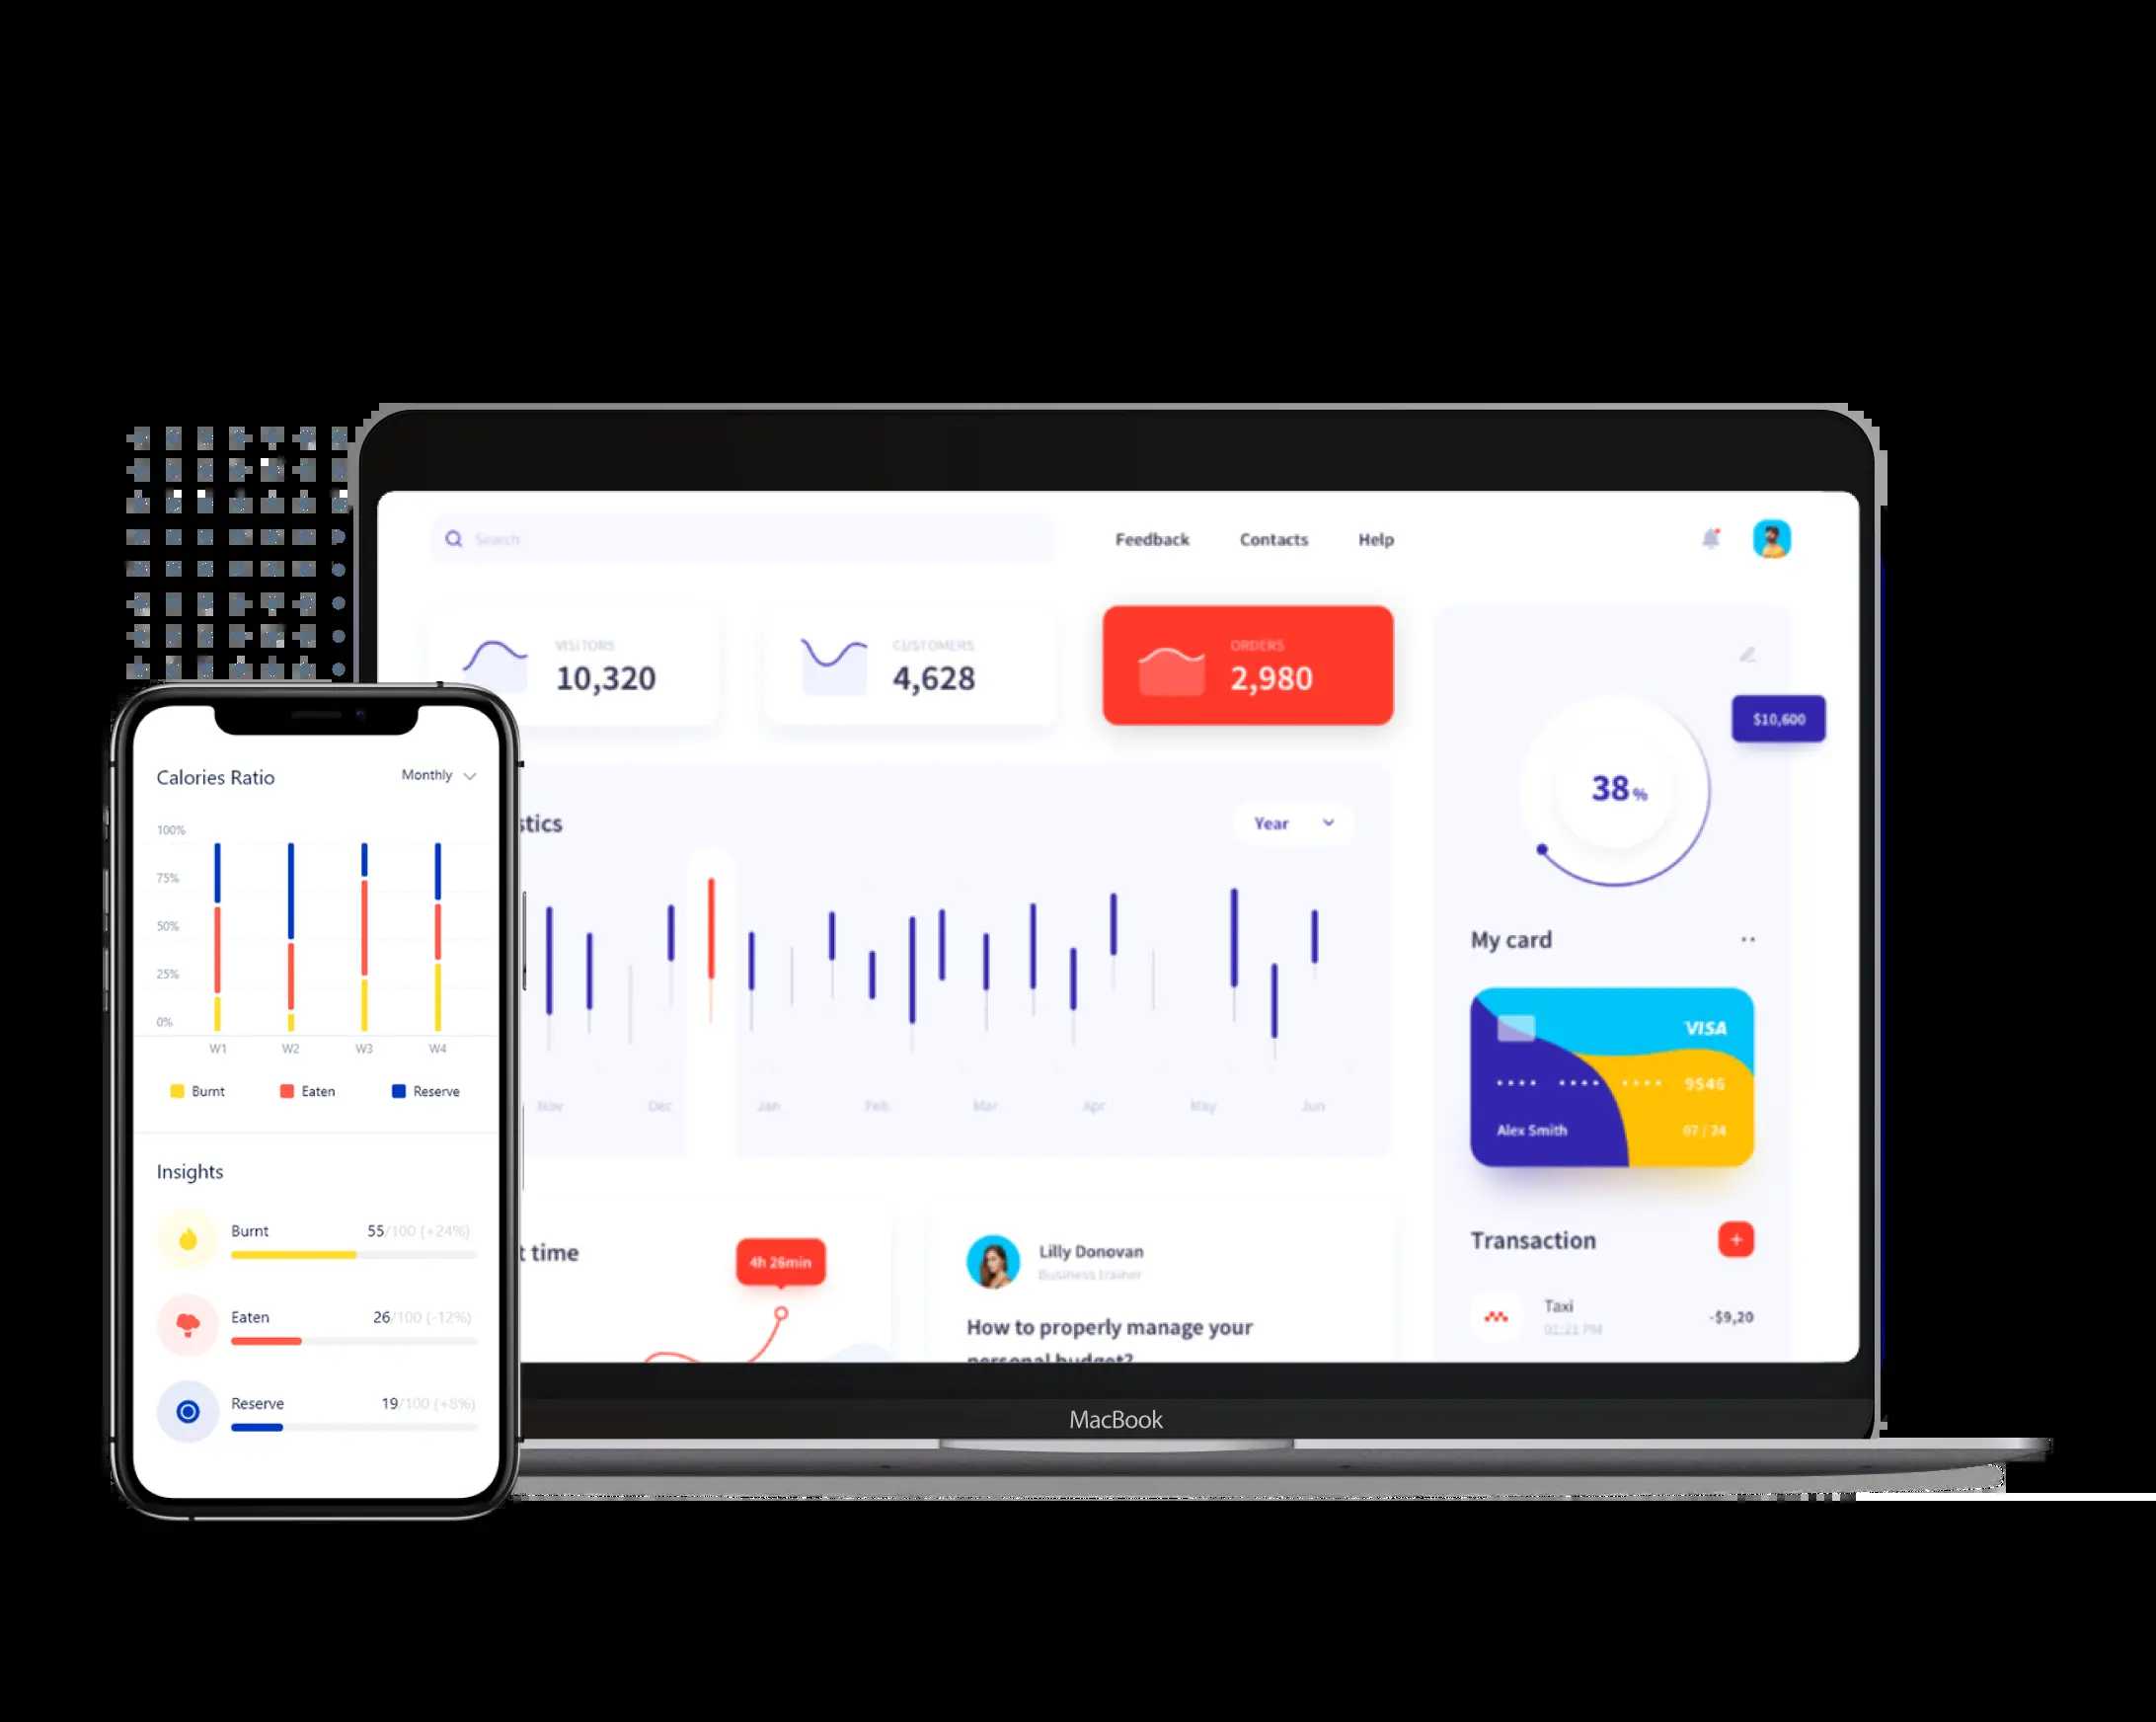 Search
Feedback Contacts Help
VISITORS
10,320
CUSTOMERS
4,628
ORDERS
2,980
$10,600
38%
stics
Year
Nov Dec Jan Feb Mar Apr May Jun
My card
VISA
•••• •••• •••• 9546
Alex Smith 07 / 24
Transaction
+
Taxi
01:21 PM
-$9,20
t time
4h 26min
Lilly Donovan
Business trainer
How to properly manage your
personal budget?
MacBook
Calories Ratio Monthly
100%
75%
50%
25%
0%
W1 W2 W3 W4
Burnt Eaten Reserve
Insights
Burnt 55/100 (+24%)
Eaten 26/100 (-12%)
Reserve 19/100 (+8%)